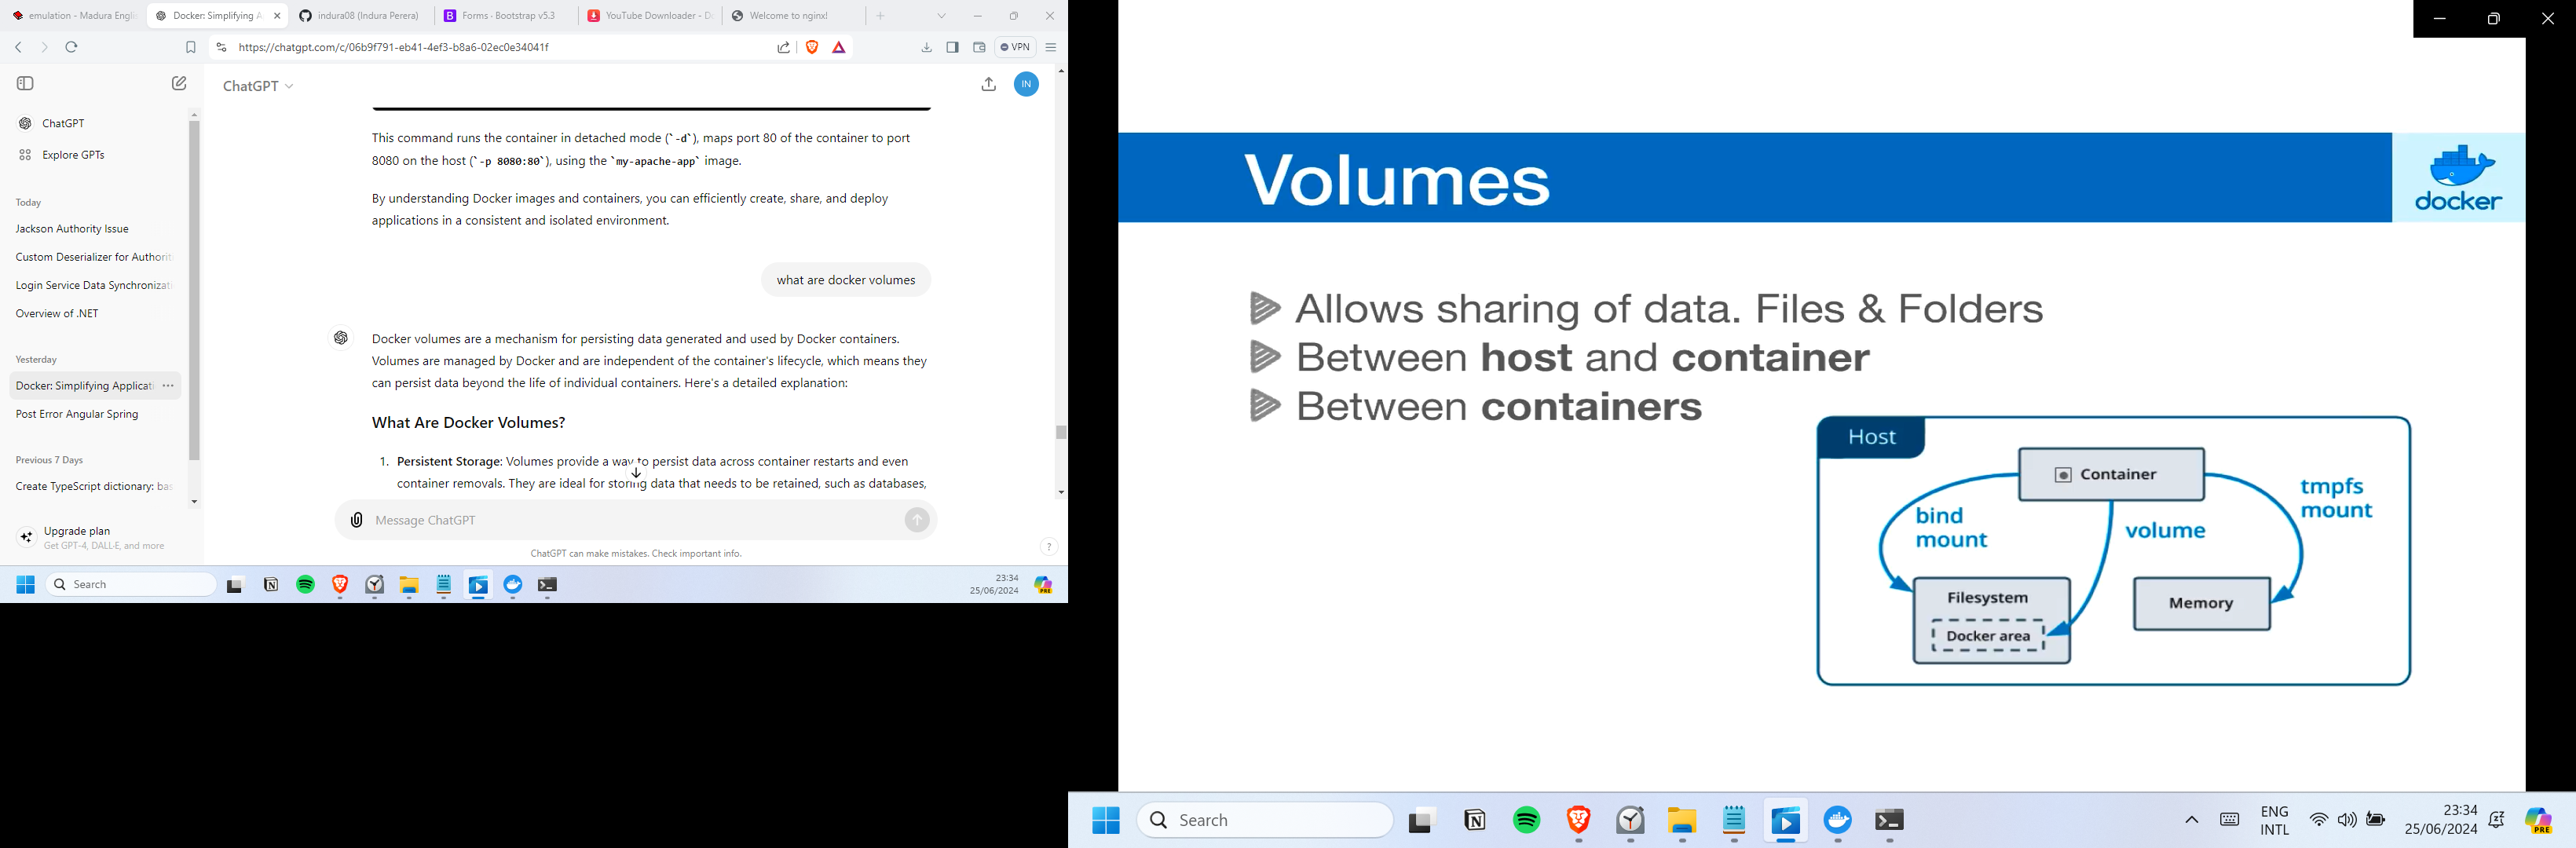 emulation - Madura Engli
Docker: Simplifying A
indura08 (Indura Perera)
Forms · Bootstrap v5.3
YouTube Downloader - D
Welcome to nginx!
https://chatgpt.com/c/06b9f791-eb41-4ef3-b8a6-02ec0e34041f
VPN
ChatGPT
IN
ChatGPT
Explore GPTs
Today
Jackson Authority Issue
Custom Deserializer for Authorit
Login Service Data Synchronizati
Overview of .NET
Yesterday
Docker: Simplifying Applicati
Post Error Angular Spring
Previous 7 Days
Create TypeScript dictionary: bas
Upgrade plan
Get GPT-4, DALL·E, and more
This command runs the container in detached mode (`-d`), maps port 80 of the container to port
8080 on the host (`-p 8080:80`), using the `my-apache-app` image.
By understanding Docker images and containers, you can efficiently create, share, and deploy
applications in a consistent and isolated environment.
what are docker volumes
Docker volumes are a mechanism for persisting data generated and used by Docker containers.
Volumes are managed by Docker and are independent of the container's lifecycle, which means they
can persist data beyond the life of individual containers. Here's a detailed explanation:
What Are Docker Volumes?
1. Persistent Storage: Volumes provide a way to persist data across container restarts and even
container removals. They are ideal for storing data that needs to be retained, such as databases,
Message ChatGPT
ChatGPT can make mistakes. Check important info.
?
Search
23:34
25/06/2024
PRE
Volumes
docker
Allows sharing of data. Files & Folders
Between host and container
Between containers
Host
Container
bind
mount
volume
tmpfs
mount
Filesystem
Docker area
Memory
Search
ENG
INTL
23:34
25/06/2024
PRE